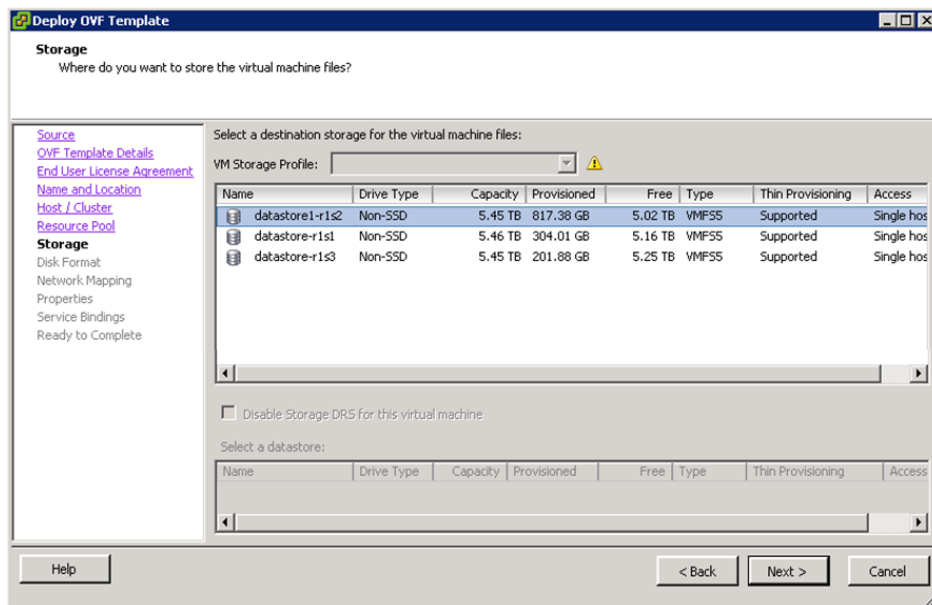 Deploy OVF Template
Storage
Where do you want to store the virtual machine files?
Source
OVF Template Details
End User License Agreement
Name and Location
Host / Cluster
Resource Pool
Storage
Disk Format
Network Mapping
Properties
Service Bindings
Ready to Complete
Select a destination storage for the virtual machine files:
VM Storage Profile:
Name Drive Type Capacity Provisioned Free Type Thin Provisioning Access
datastore1-r1s2 Non-SSD 5.45 TB 817.38 GB 5.02 TB VMFS5 Supported Single hos
datastore-r1s1 Non-SSD 5.46 TB 304.01 GB 5.16 TB VMFS5 Supported Single hos
datastore-r1s3 Non-SSD 5.45 TB 201.88 GB 5.25 TB VMFS5 Supported Single hos
Disable Storage DRS for this virtual machine
Select a datastore:
Name Drive Type Capacity Provisioned Free Type Thin Provisioning Access
Help
< Back Next > Cancel